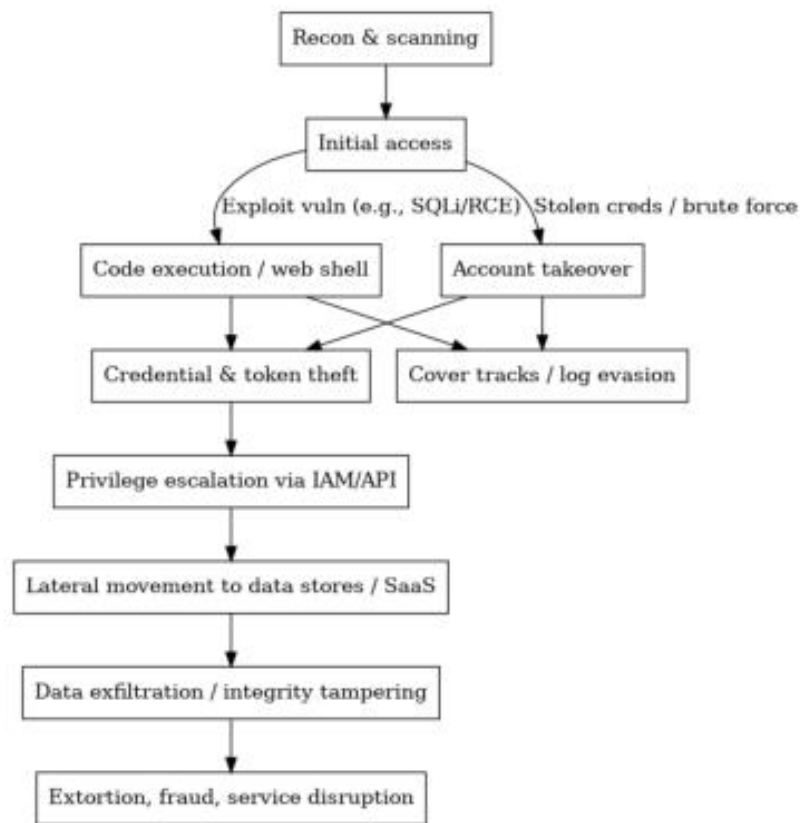 Recon & scanning
Initial access
Exploit vuln (e.g., SQLi/RCE)
Stolen creds / brute force
Code execution / web shell
Account takeover
Credential & token theft
Cover tracks / log evasion
Privilege escalation via IAM/API
Lateral movement to data stores / SaaS
Data exfiltration / integrity tampering
Extortion, fraud, service disruption